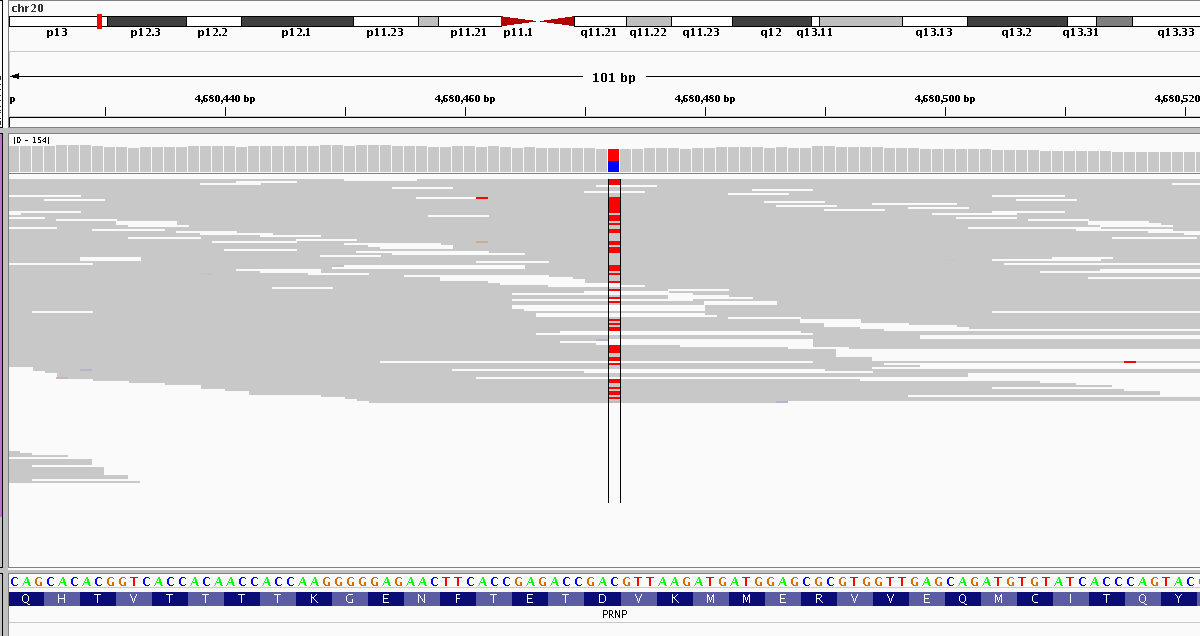 chr20
p13 p12.3 p12.2 p12.1 p11.23 p11.21 p11.1 q11.21 q11.22 q11.23 q12 q13.11 q13.13 q13.2 q13.31 q13.33
101 bp
p 4,680,440 bp 4,680,460 bp 4,680,480 bp 4,680,500 bp 4,680,520
[0 - 154]
CAGCACACGGTCACCACAACCACCAAGGGGGAGAACTTCACCGAGACCGACGTTAAGATGATGGAGCGCGTGGTTGAGCAGATGTGTATCACCCAGTAC
Q H T V T T T T K G E N F T E T D V K M M E R V V E Q M C I T Q Y
PRNP